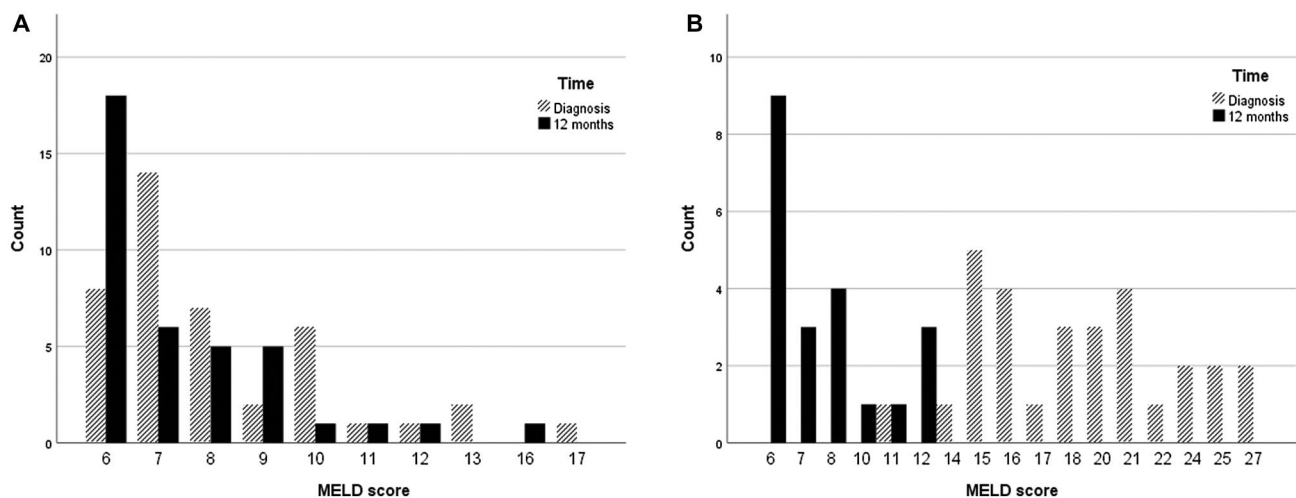 A
20
15
10
5
0
Count
Time
Diagnosis
12 months
6 7 8 9 10 11 12 13 16 17
MELD score
B
10
8
6
4
2
0
Count
Time
Diagnosis
12 months
6 7 8 10 11 12 14 15 16 17 18 20 21 22 24 25 27
MELD score